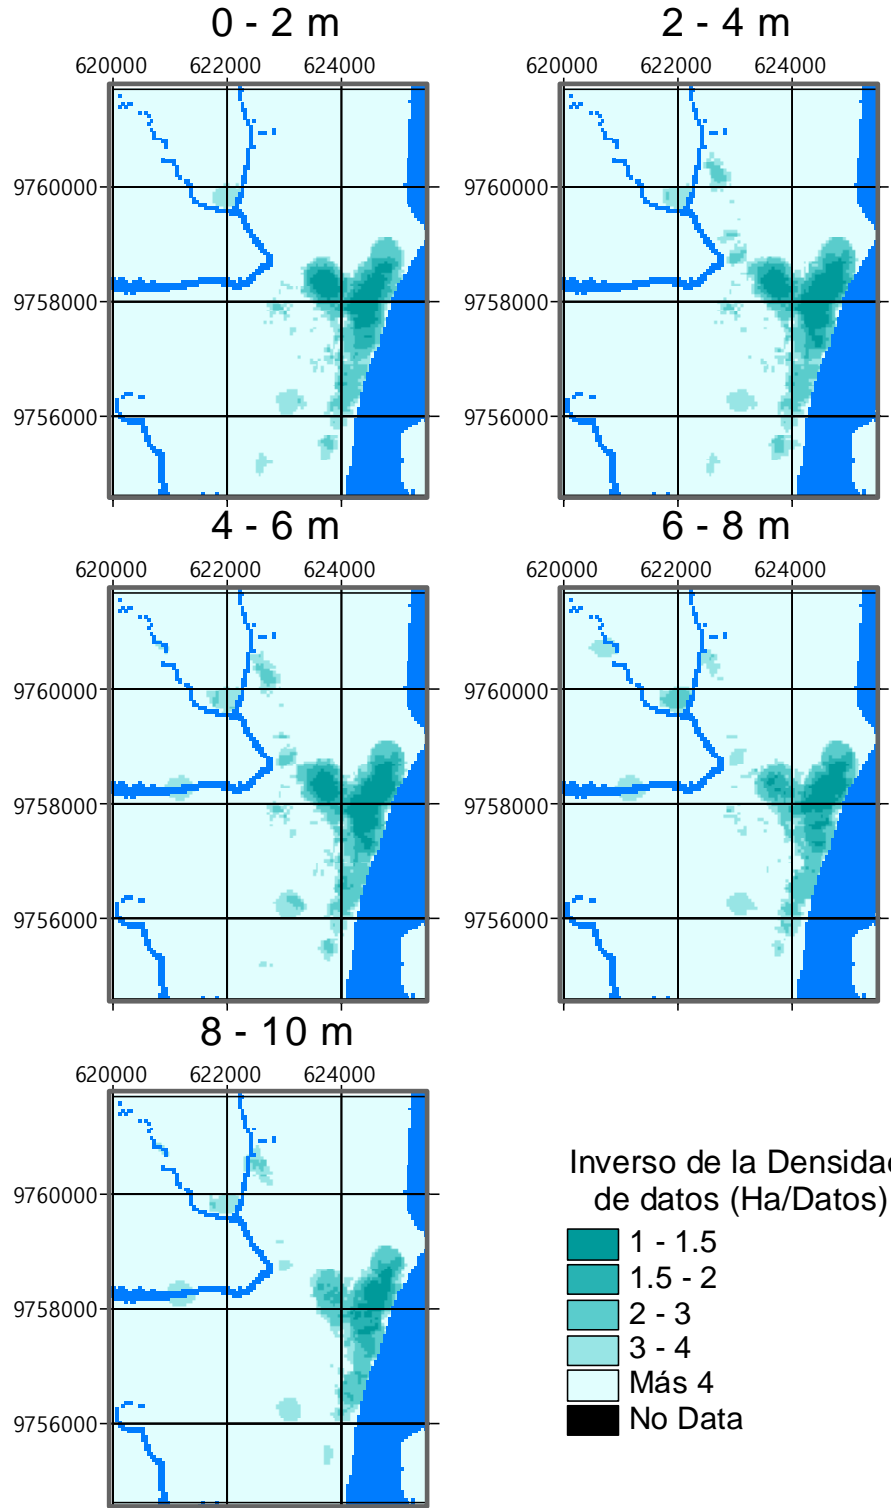 0 - 2 m
2 - 4 m
620000 622000 624000
620000 622000 624000
9760000
9760000
9758000
9758000
9756000
9756000
4 - 6 m
6 - 8 m
620000 622000 624000
620000 622000 624000
9760000
9760000
9758000
9758000
9756000
9756000
8 - 10 m
620000 622000 624000
9760000
9758000
9756000
Inverso de la Densidad
de datos (Ha/Datos)
1 - 1.5
1.5 - 2
2 - 3
3 - 4
Más 4
No Data